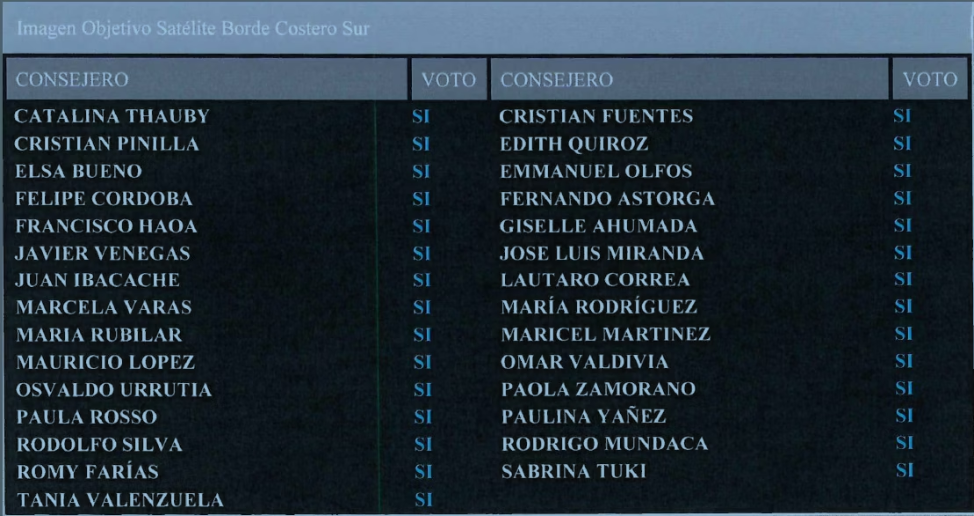 Imagen Objetivo Satélite Borde Costero Sur
CONSEJERO VOTO CONSEJERO VOTO
CATALINA THAUBY SI CRISTIAN FUENTES SI
CRISTIAN PINILLA SI EDITH QUIROZ SI
ELSA BUENO SI EMMANUEL OLFOS SI
FELIPE CORDOBA SI FERNANDO ASTORGA SI
FRANCISCO HAOA SI GISELLE AHUMADA SI
JAVIER VENEGAS SI JOSE LUIS MIRANDA SI
JUAN IBACACHE SI LAUTARO CORREA SI
MARCELA VARAS SI MARÍA RODRÍGUEZ SI
MARIA RUBILAR SI MARICEL MARTINEZ SI
MAURICIO LOPEZ SI OMAR VALDIVIA SI
OSVALDO URRUTIA SI PAOLA ZAMORANO SI
PAULA ROSSO SI PAULINA YAÑEZ SI
RODOLFO SILVA SI RODRIGO MUNDACA SI
ROMY FARÍAS SI SABRINA TUKI SI
TANIA VALENZUELA SI